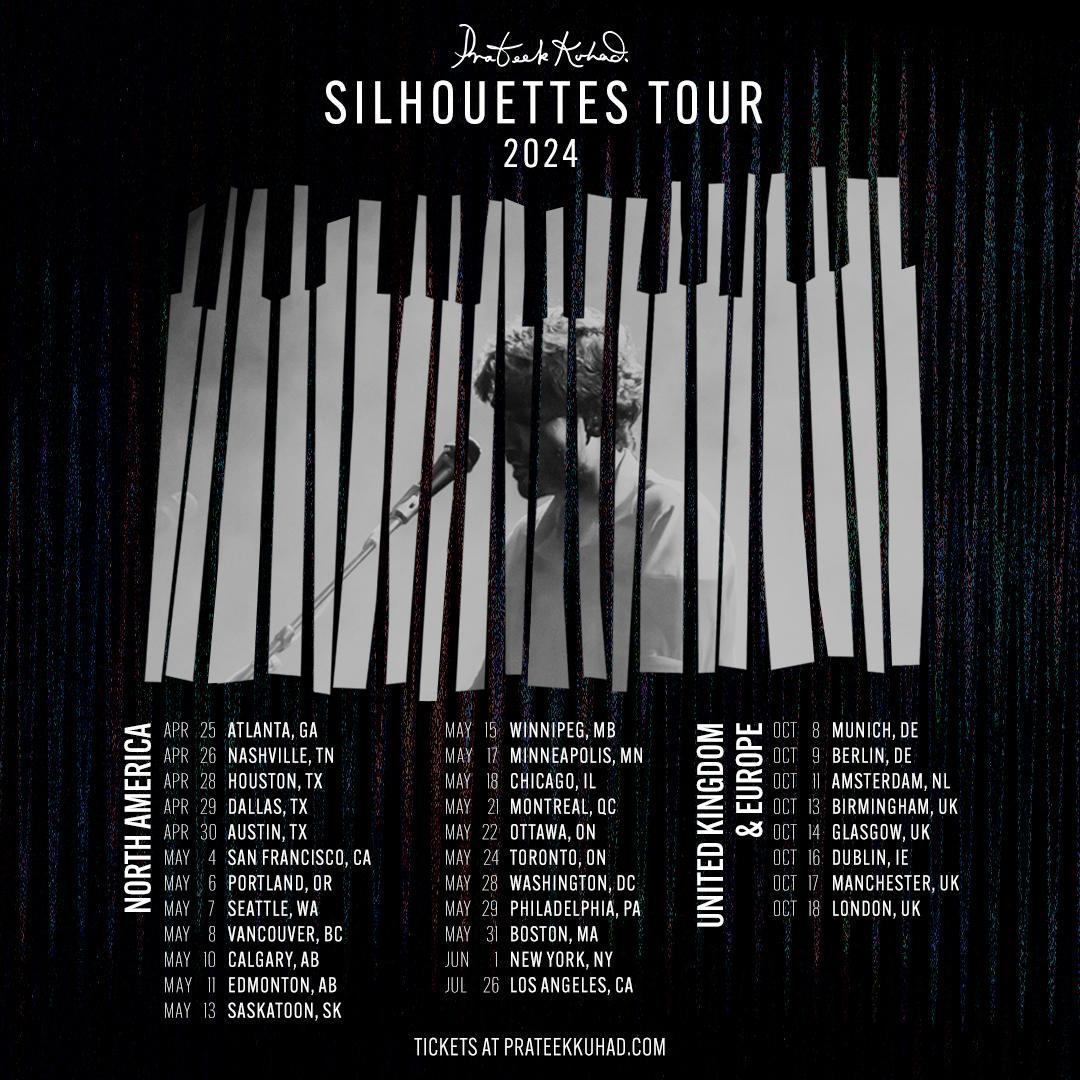 Prateek Kuhad.
SILHOUETTES TOUR
2024
NORTH AMERICA
APR 25 ATLANTA, GA
APR 26 NASHVILLE, TN
APR 28 HOUSTON, TX
APR 29 DALLAS, TX
APR 30 AUSTIN, TX
MAY 4 SAN FRANCISCO, CA
MAY 6 PORTLAND, OR
MAY 7 SEATTLE, WA
MAY 8 VANCOUVER, BC
MAY 10 CALGARY, AB
MAY 11 EDMONTON, AB
MAY 13 SASKATOON, SK
MAY 15 WINNIPEG, MB
MAY 17 MINNEAPOLIS, MN
MAY 18 CHICAGO, IL
MAY 21 MONTREAL, QC
MAY 22 OTTAWA, ON
MAY 24 TORONTO, ON
MAY 28 WASHINGTON, DC
MAY 29 PHILADELPHIA, PA
MAY 31 BOSTON, MA
JUN 1 NEW YORK, NY
JUL 26 LOS ANGELES, CA
UNITED KINGDOM
& EUROPE
OCT 8 MUNICH, DE
OCT 9 BERLIN, DE
OCT 11 AMSTERDAM, NL
OCT 13 BIRMINGHAM, UK
OCT 14 GLASGOW, UK
OCT 16 DUBLIN, IE
OCT 17 MANCHESTER, UK
OCT 18 LONDON, UK
TICKETS AT PRATEEKKUHAD.COM